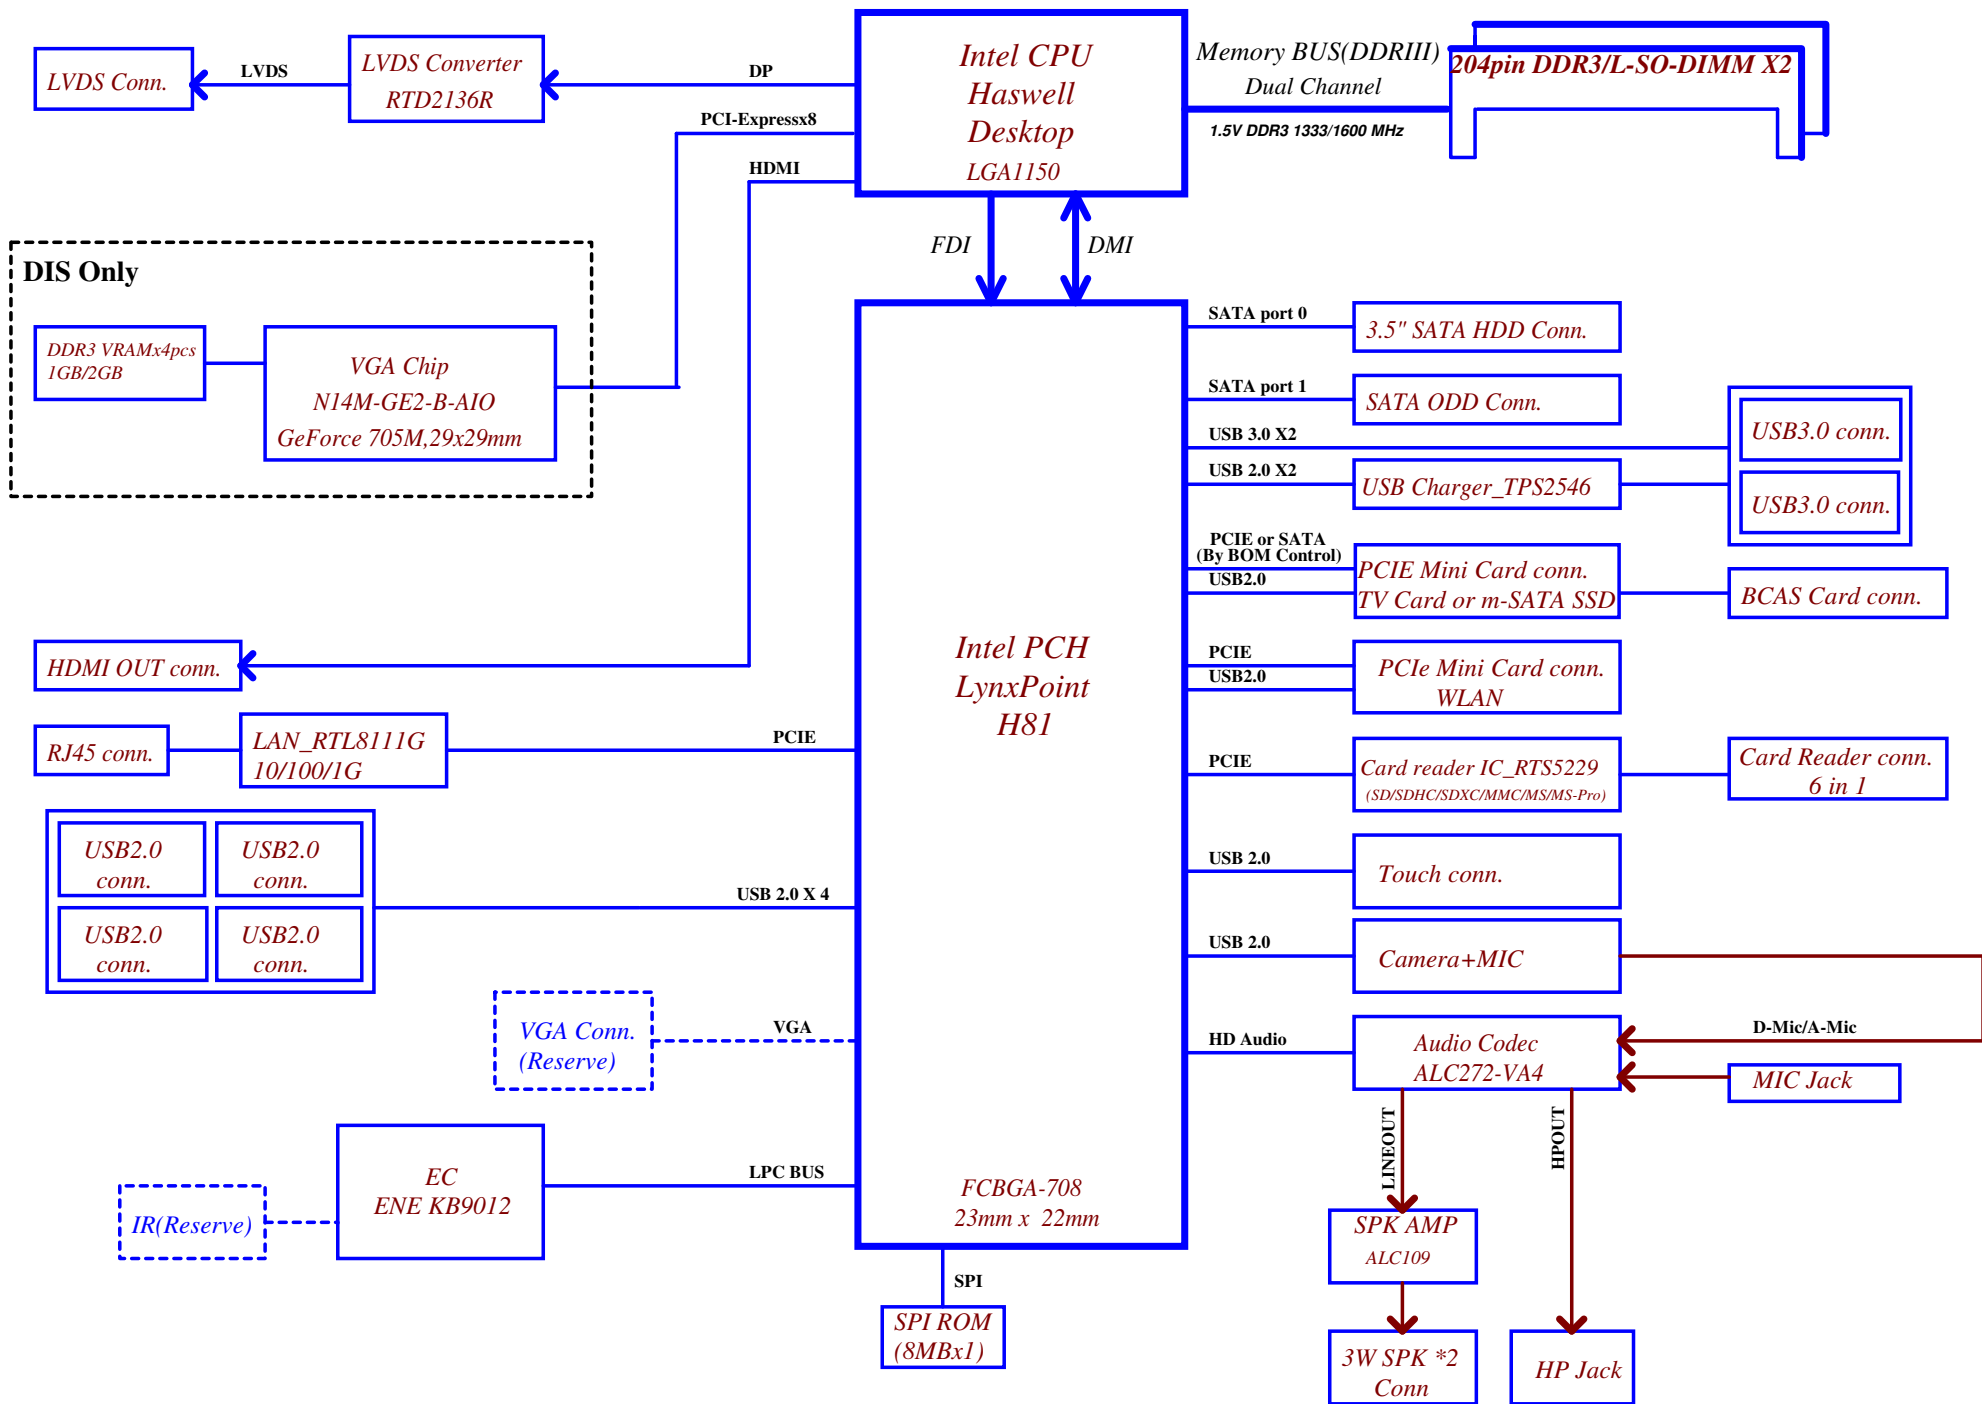 LVDS Conn.
LVDS
LVDS Converter
RTD2136R
DP
PCI-Expressx8
HDMI
Intel CPU
Haswell
Desktop
LGA1150
Memory BUS(DDRIII)
Dual Channel
1.5V DDR3 1333/1600 MHz
204pin DDR3/L-SO-DIMM X2
FDI
DMI
DIS Only
DDR3 VRAMx4pcs
1GB/2GB
VGA Chip
N14M-GE2-B-AIO
GeForce 705M,29x29mm
HDMI OUT conn.
RJ45 conn.
LAN_RTL8111G
10/100/1G
PCIE
USB2.0
conn.
USB2.0
conn.
USB2.0
conn.
USB2.0
conn.
USB 2.0 X 4
VGA Conn.
(Reserve)
VGA
IR(Reserve)
EC
ENE KB9012
LPC BUS
Intel PCH
LynxPoint
H81
FCBGA-708
23mm x  22mm
SPI
SPI ROM
(8MBx1)
SATA port 0
3.5" SATA HDD Conn.
SATA port 1
SATA ODD Conn.
USB 3.0 X2
USB 2.0 X2
USB Charger_TPS2546
USB3.0 conn.
USB3.0 conn.
PCIE or SATA
(By BOM Control)
USB2.0
PCIE Mini Card conn.
TV Card or m-SATA SSD
BCAS Card conn.
PCIE
USB2.0
PCIe Mini Card conn.
WLAN
PCIE
Card reader IC_RTS5229
(SD/SDHC/SDXC/MMC/MS/MS-Pro)
Card Reader conn.
6 in 1
USB 2.0
Touch conn.
USB 2.0
Camera+MIC
HD Audio
Audio Codec
ALC272-VA4
D-Mic/A-Mic
MIC Jack
LINEOUT
HPOUT
SPK AMP
ALC109
3W SPK *2
Conn
HP Jack